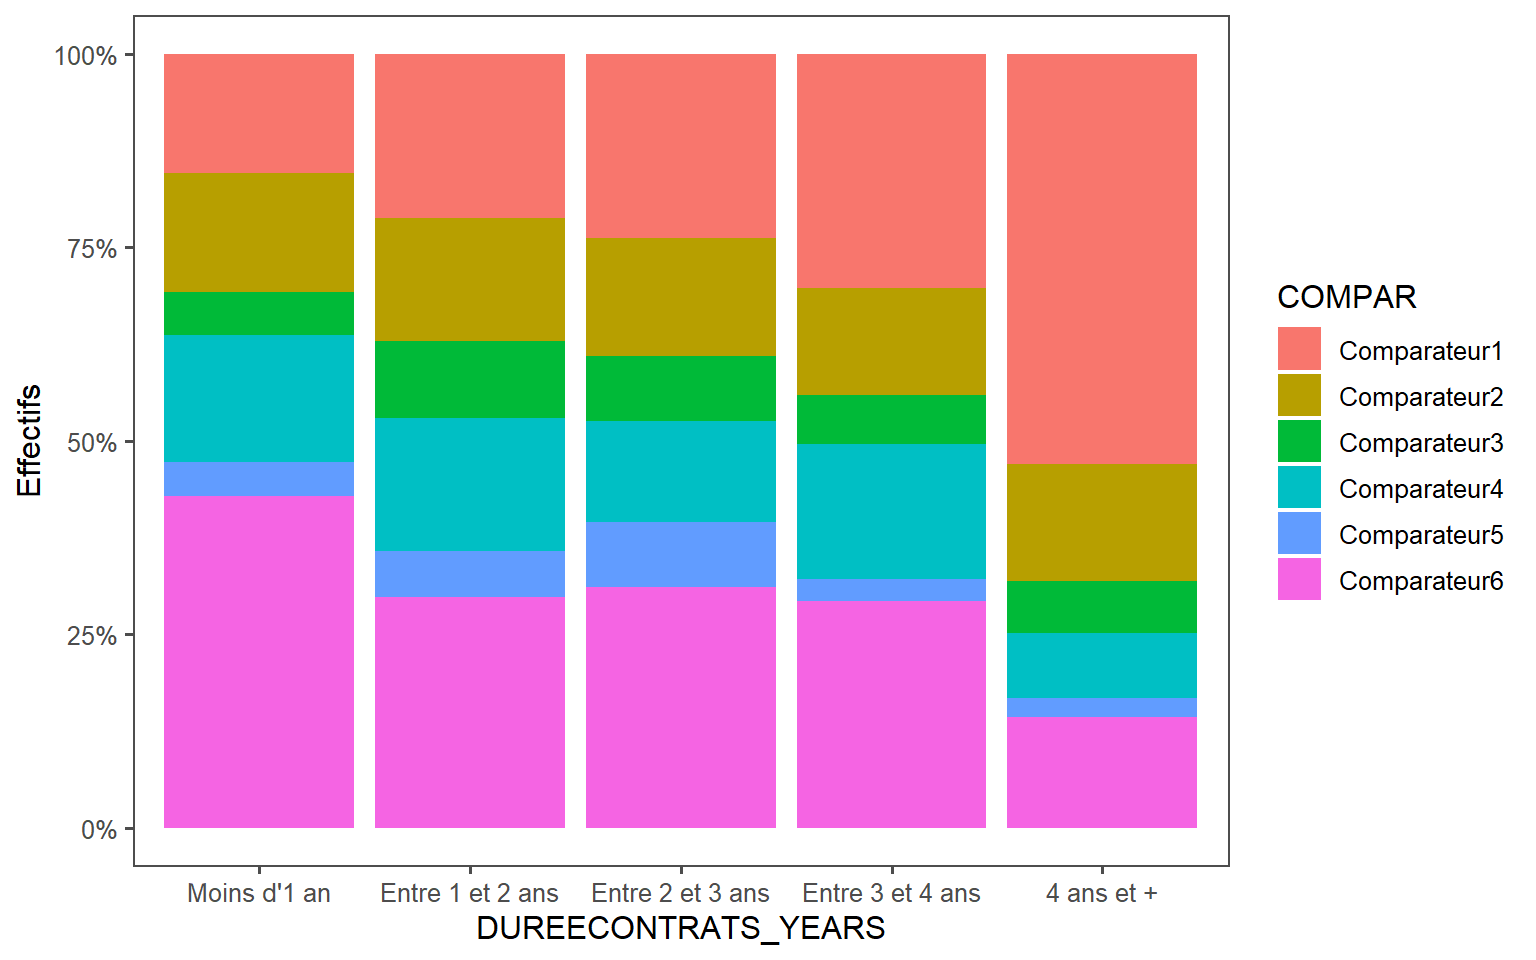 100%
75%
50%
25%
0%
Effectifs
Moins d'1 an
Entre 1 et 2 ans
Entre 2 et 3 ans
Entre 3 et 4 ans
4 ans et +
DUREECONTRATS_YEARS
COMPAR
Comparateur1
Comparateur2
Comparateur3
Comparateur4
Comparateur5
Comparateur6